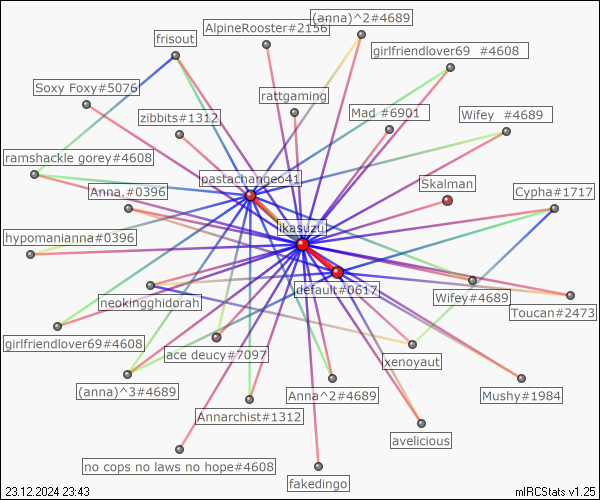 (anna)^2#4689
AlpineRooster#2156
frisout
girlfriendlover69 #4608
Soxy Foxy#5076
rattgaming
zibbits#1312
Mad #6901
Wifey #4689
ramshackle gorey#4608
pastachange41
Anna.#0396
Skalman
Cypha#1717
ikasuzu
hypomanianna#0396
default#0617
neokingghidorah
Wifey#4689
Toucan#2473
girlfriendlover69#4608
ace deucy#7097
xenoyaut
(anna)^3#4689
Anna^2#4689
Mushy#1984
Annarchist#1312
avelicious
no cops no laws no hope#4608
fakedingo
23.12.2024 23:43
mIRCStats v1.25